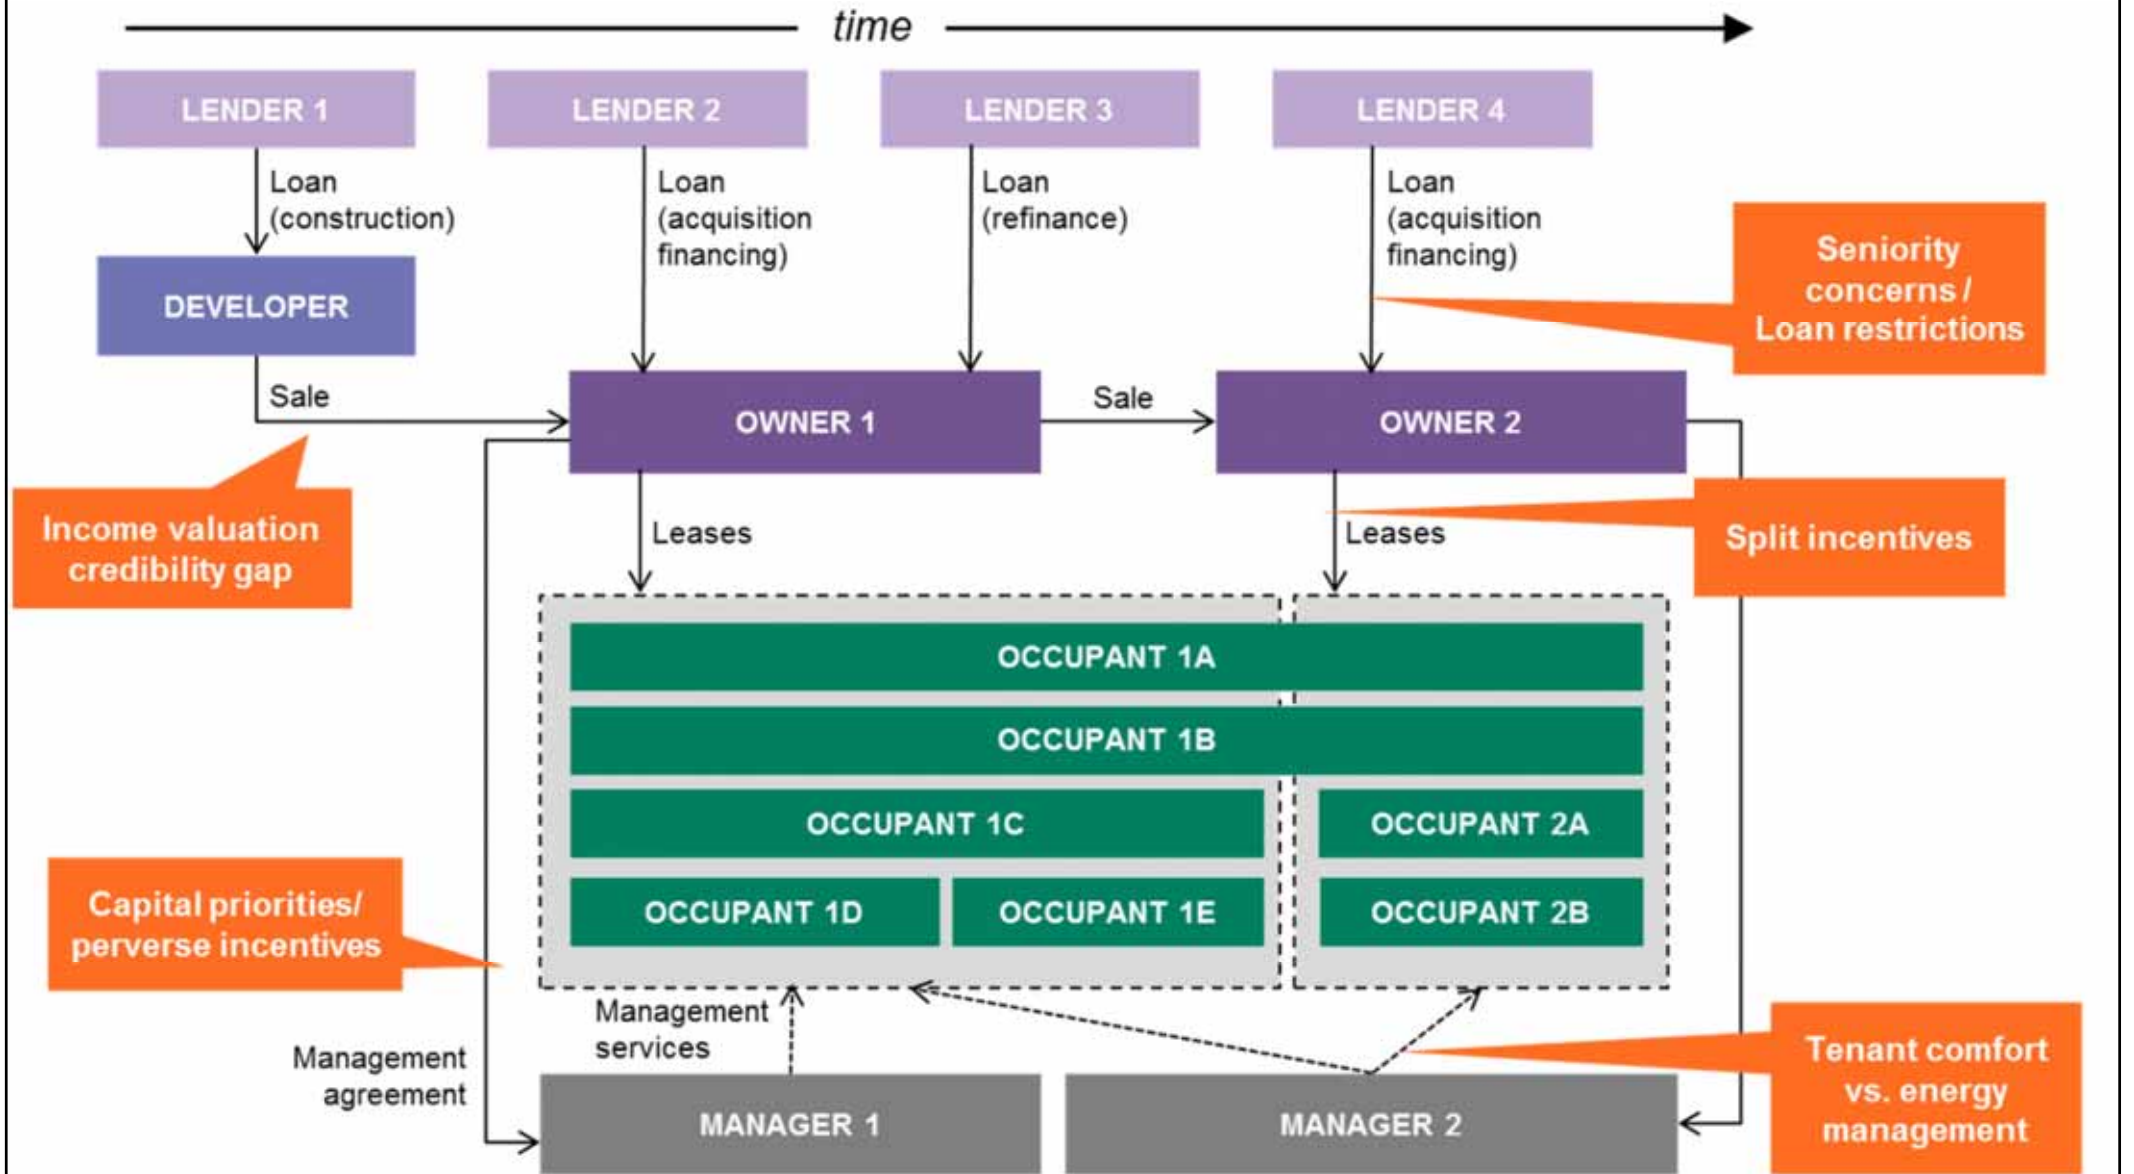 time
LENDER 1
LENDER 2
LENDER 3
LENDER 4
Loan
(construction)
Loan
(acquisition
financing)
Loan
(refinance)
Loan
(acquisition
financing)
Seniority
concerns /
Loan restrictions
DEVELOPER
Sale
OWNER 1
Sale
OWNER 2
Income valuation
credibility gap
Leases
Leases
Split incentives
OCCUPANT 1A
OCCUPANT 1B
OCCUPANT 1C
OCCUPANT 2A
OCCUPANT 1D
OCCUPANT 1E
OCCUPANT 2B
Capital priorities/
perverse incentives
Management
services
Management
agreement
Tenant comfort
vs. energy
management
MANAGER 1
MANAGER 2